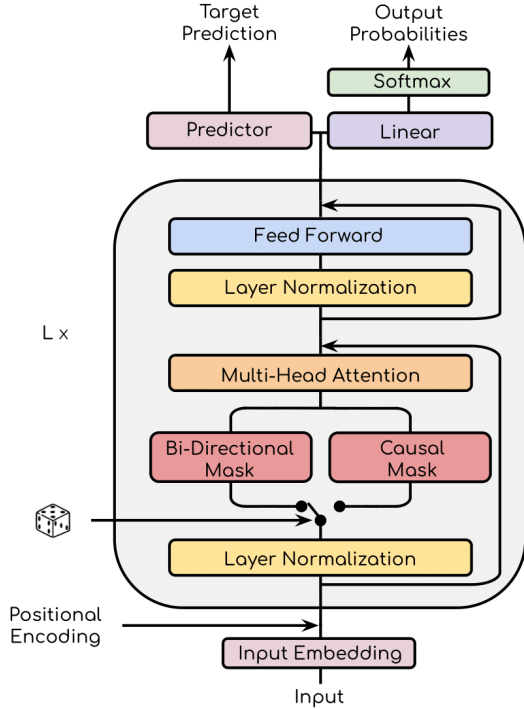 Target
Prediction
Output
Probabilities
Softmax
Predictor
Linear
Feed Forward
Layer Normalization
L x
Multi-Head Attention
Bi-Directional
Mask
Causal
Mask
Layer Normalization
Positional
Encoding
Input Embedding
Input